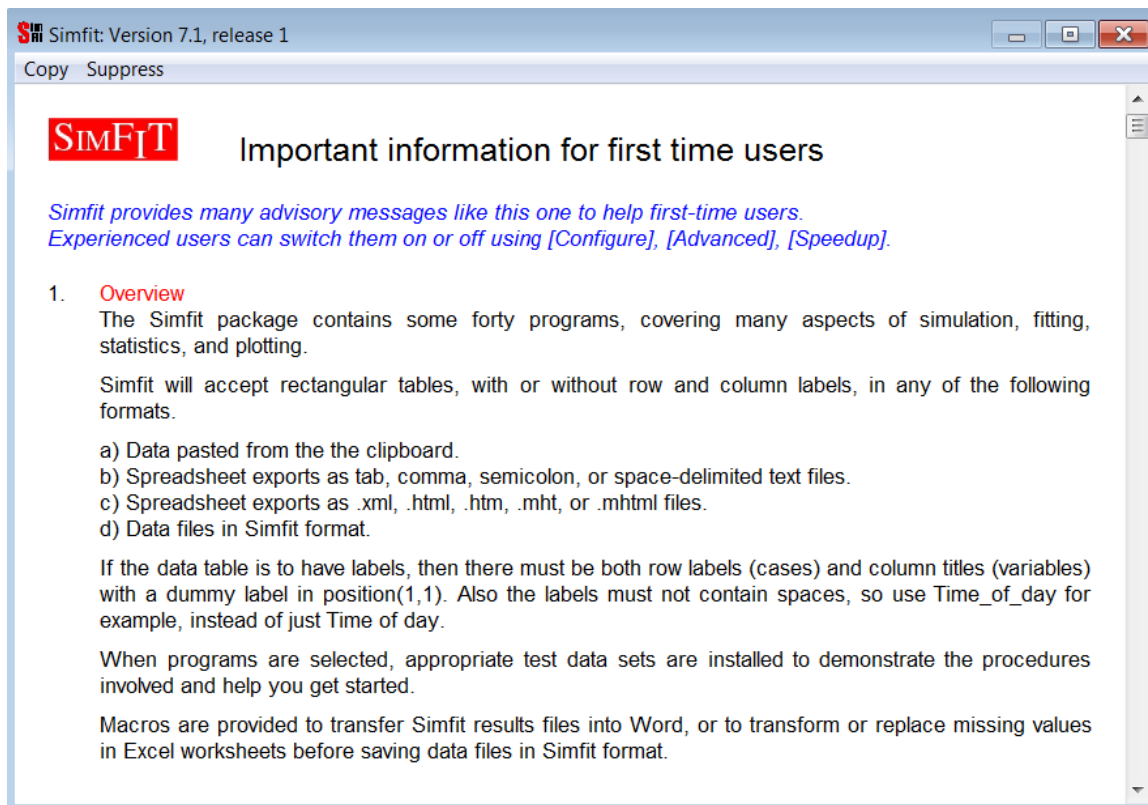 Simfit: Version 7.1, release 1
Copy Suppress
SIMFIT
Important information for first time users
Simfit provides many advisory messages like this one to help first-time users.
Experienced users can switch them on or off using [Configure], [Advanced], [Speedup].
1. Overview
The Simfit package contains some forty programs, covering many aspects of simulation, fitting,
statistics, and plotting.
Simfit will accept rectangular tables, with or without row and column labels, in any of the following
formats.
a) Data pasted from the the clipboard.
b) Spreadsheet exports as tab, comma, semicolon, or space-delimited text files.
c) Spreadsheet exports as .xml, .html, .htm, .mht, or .mhtml files.
d) Data files in Simfit format.
If the data table is to have labels, then there must be both row labels (cases) and column titles (variables)
with a dummy label in position(1,1). Also the labels must not contain spaces, so use Time_of_day for
example, instead of just Time of day.
When programs are selected, appropriate test data sets are installed to demonstrate the procedures
involved and help you get started.
Macros are provided to transfer Simfit results files into Word, or to transform or replace missing values
in Excel worksheets before saving data files in Simfit format.